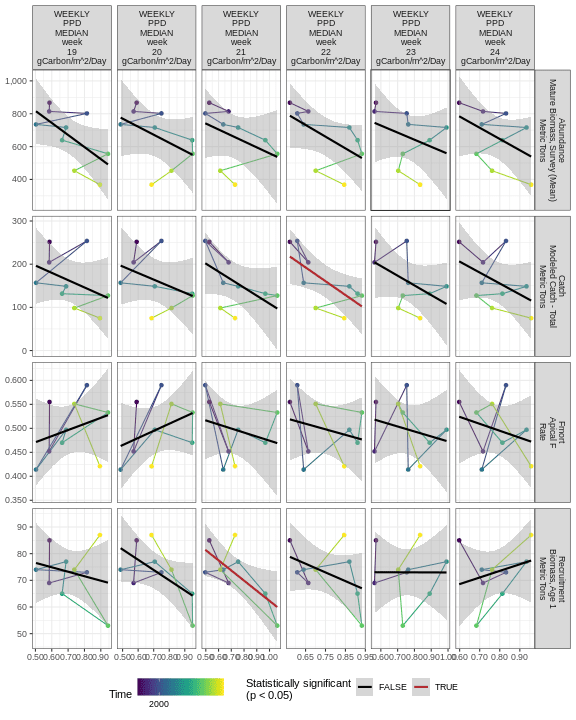 WEEKLY PPD MEDIAN week 19 gCarbon/m^2/Day
WEEKLY PPD MEDIAN week 20 gCarbon/m^2/Day
WEEKLY PPD MEDIAN week 21 gCarbon/m^2/Day
WEEKLY PPD MEDIAN week 22 gCarbon/m^2/Day
WEEKLY PPD MEDIAN week 23 gCarbon/m^2/Day
WEEKLY PPD MEDIAN week 24 gCarbon/m^2/Day
1,000
800
600
400
Abundance
Mature Biomass, Survey (Mean)
Metric Tons
300
200
100
0
Catch
Modeled Catch - Total
Metric Tons
0.600
0.550
0.500
0.450
0.400
0.350
Fmort
Apical F
Rate
90
80
70
60
50
Recruitment
Biomass, Age 1
Metric Tons
0.50 0.60 0.70 0.80 0.90
0.50 0.60 0.70 0.80 0.90
0.50 0.60 0.70 0.80 0.90 1.00
0.65 0.75 0.85 0.95
0.60 0.70 0.80 0.90 1.00
0.60 0.70 0.80 0.90
Time
2000
Statistically significant
(p < 0.05)
FALSE
TRUE